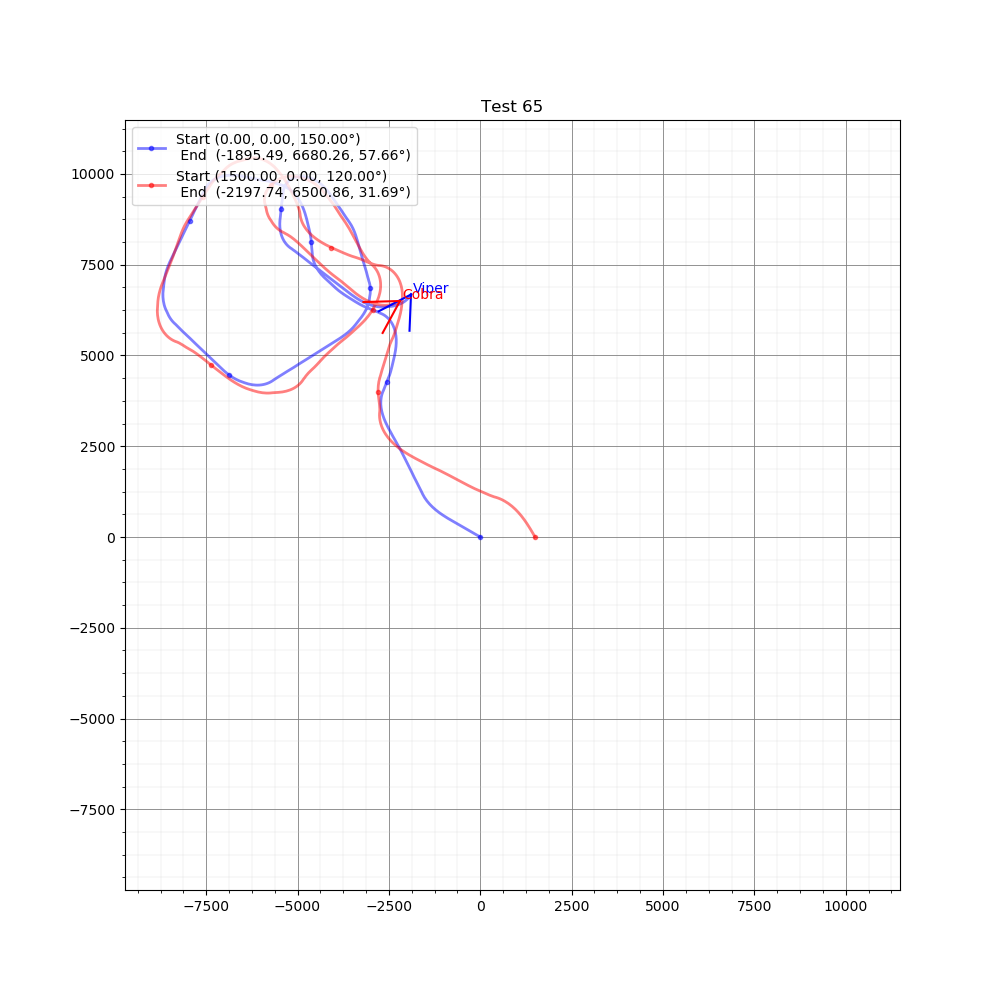 Test 65
Start (0.00, 0.00, 150.00°)
End (-1895.49, 6680.26, 57.66°)
Start (1500.00, 0.00, 120.00°)
End (-2197.74, 6500.86, 31.69°)
Viper
Cobra
10000
7500
5000
2500
0
−2500
−5000
−7500
−7500 −5000 −2500 0 2500 5000 7500 10000